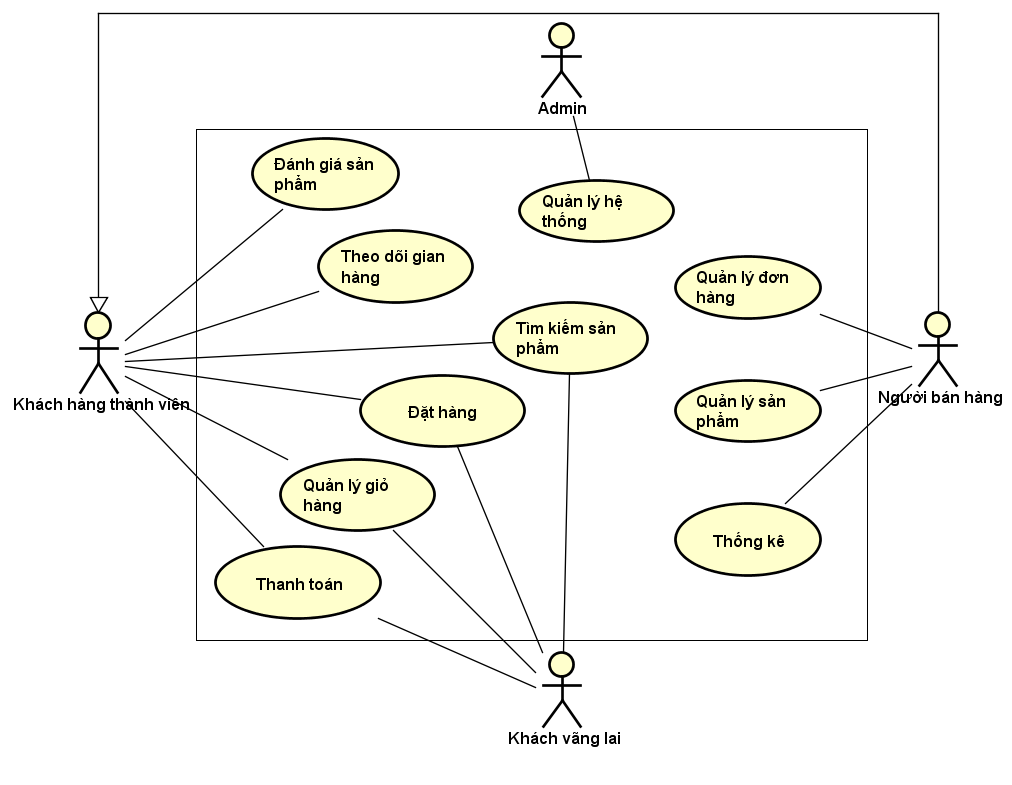 Admin
Đánh giá sản
phẩm
Quản lý hệ
thống
Theo dõi gian
hàng
Quản lý đơn
hàng
Tìm kiếm sản
phẩm
Khách hàng thành viên
Người bán hàng
Đặt hàng
Quản lý sản
phẩm
Quản lý giỏ
hàng
Thống kê
Thanh toán
Khách vãng lai